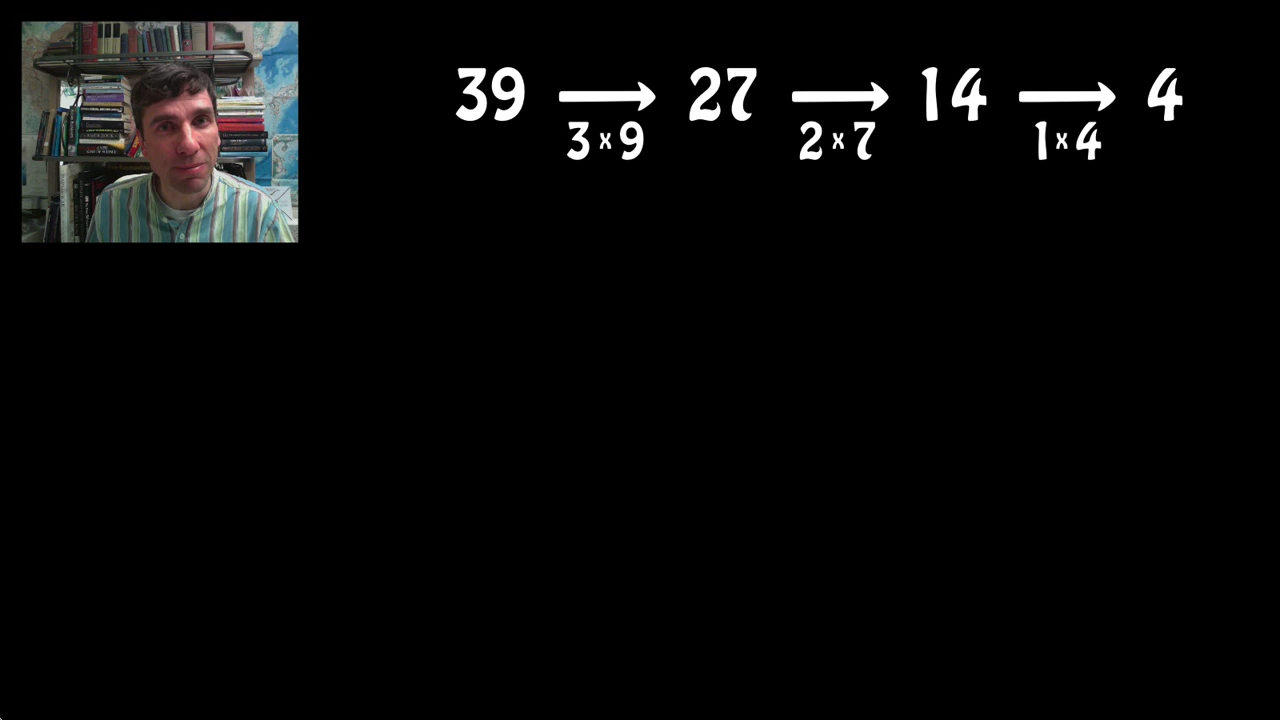 39 → 27 → 14 → 4
3×9 2×7 1×4